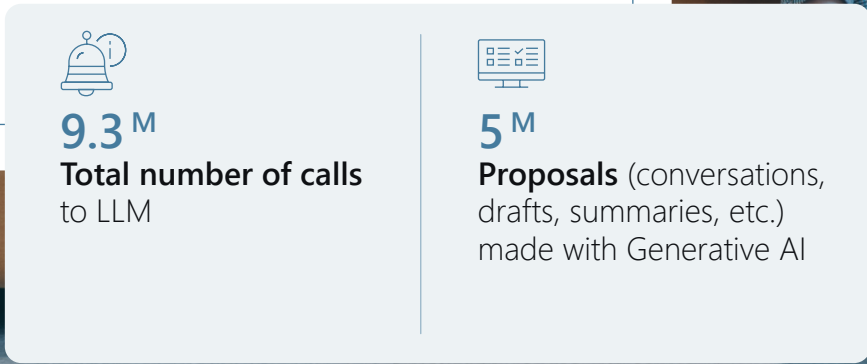 9.3 M
Total number of calls
to LLM
5 M
Proposals (conversations,
drafts, summaries, etc.)
made with Generative AI